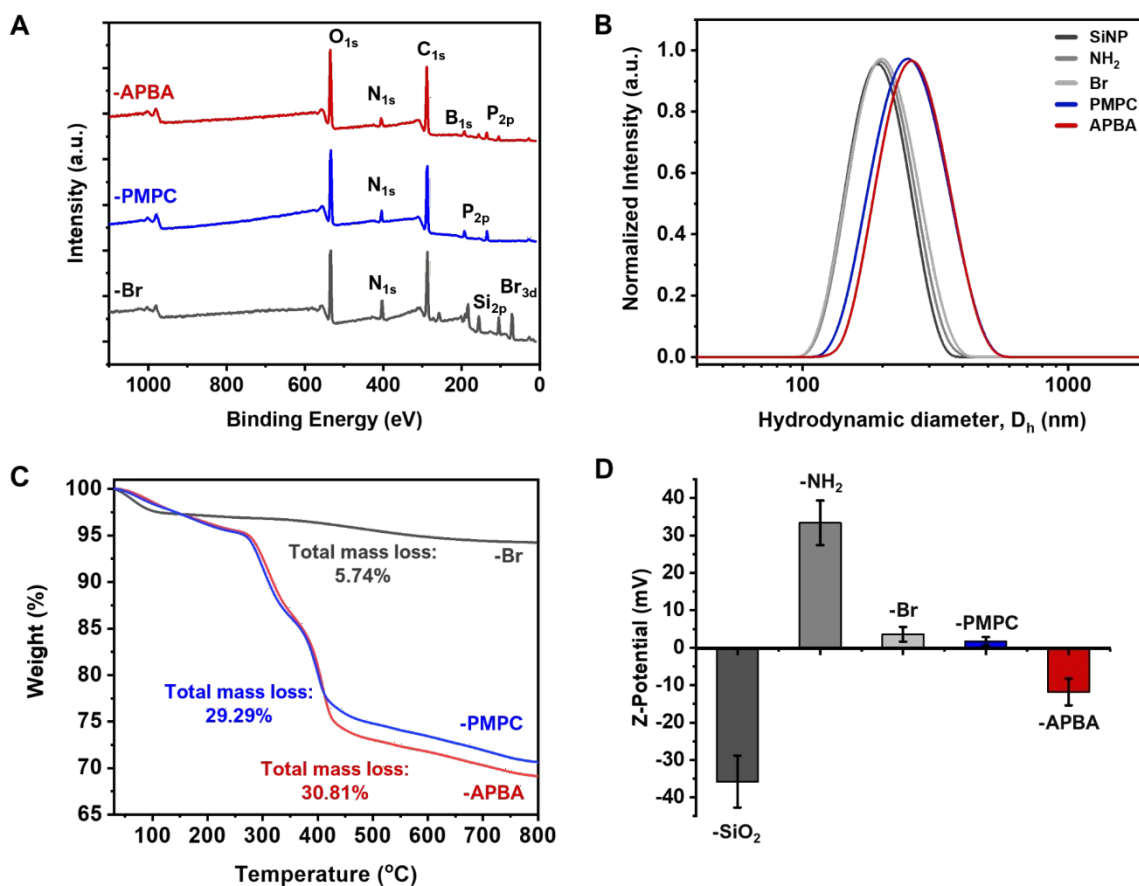 A
O1s
C1s
-APBA
N1s
B1s
P2p
-PMPC
N1s
P2p
-Br
N1s
Si2p
Br3d
Intensity (a.u.)
1000 800 600 400 200 0
Binding Energy (eV)
B
SiNP
NH2
Br
PMPC
APBA
1.0
0.8
0.6
0.4
0.2
0.0
Normalized Intensity (a.u.)
100 1000
Hydrodynamic diameter, Dh (nm)
C
100
95
90
85
80
75
70
65
Weight (%)
Total mass loss:
5.74%
-Br
Total mass loss:
29.29%
-PMPC
Total mass loss:
30.81%
-APBA
100 200 300 400 500 600 700 800
Temperature (oC)
D
40
30
20
10
0
-10
-20
-30
-40
Z-Potential (mV)
-NH2
-Br
-PMPC
-APBA
-SiO2